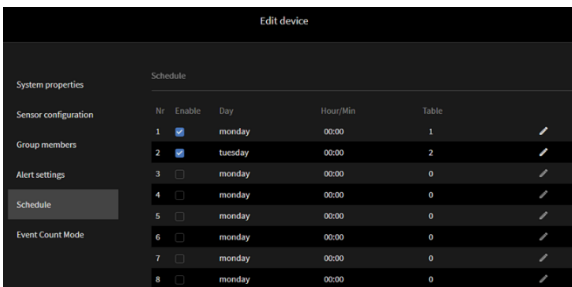 Edit device
System properties
Sensor configuration
Group members
Alert settings
Schedule
Event Count Mode
Schedule
Nr Enable Day Hour/Min Table
1 monday 00:00 1
2 tuesday 00:00 2
3 monday 00:00 0
4 monday 00:00 0
5 monday 00:00 0
6 monday 00:00 0
7 monday 00:00 0
8 monday 00:00 0